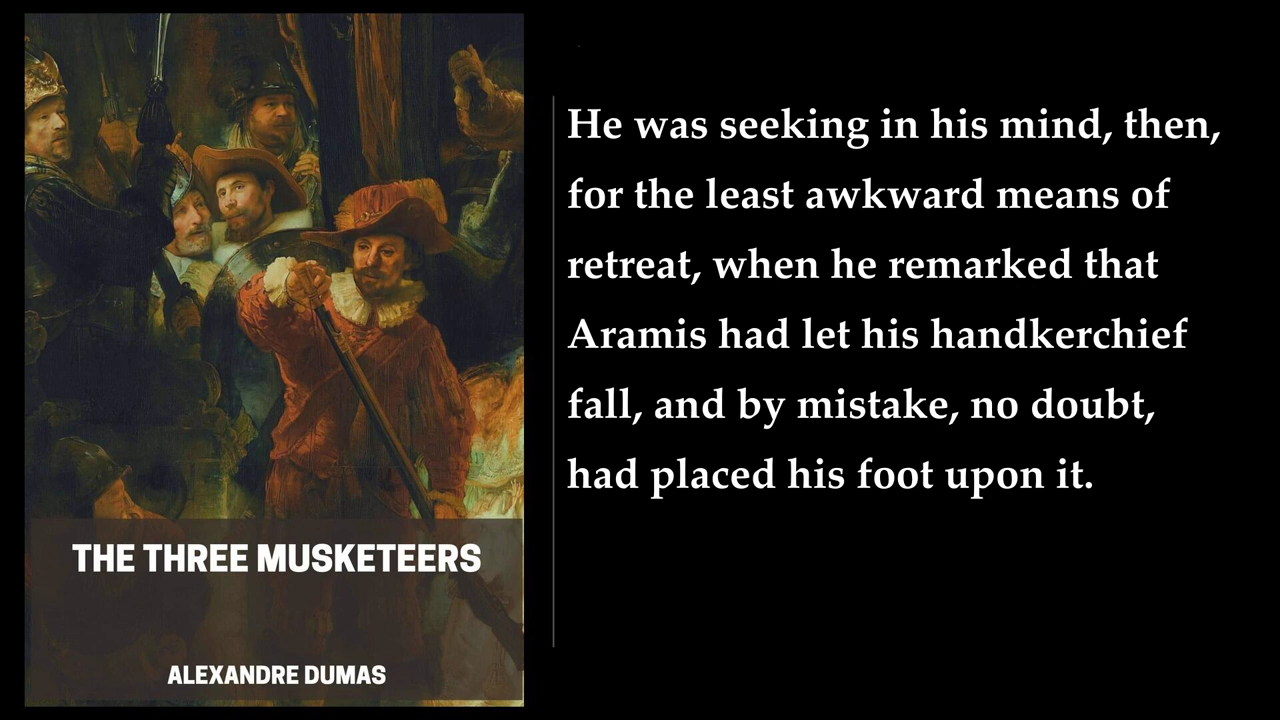 He was seeking in his mind, then,
for the least awkward means of
retreat, when he remarked that
Aramis had let his handkerchief
fall, and by mistake, no doubt,
had placed his foot upon it.
THE THREE MUSKETEERS
ALEXANDRE DUMAS